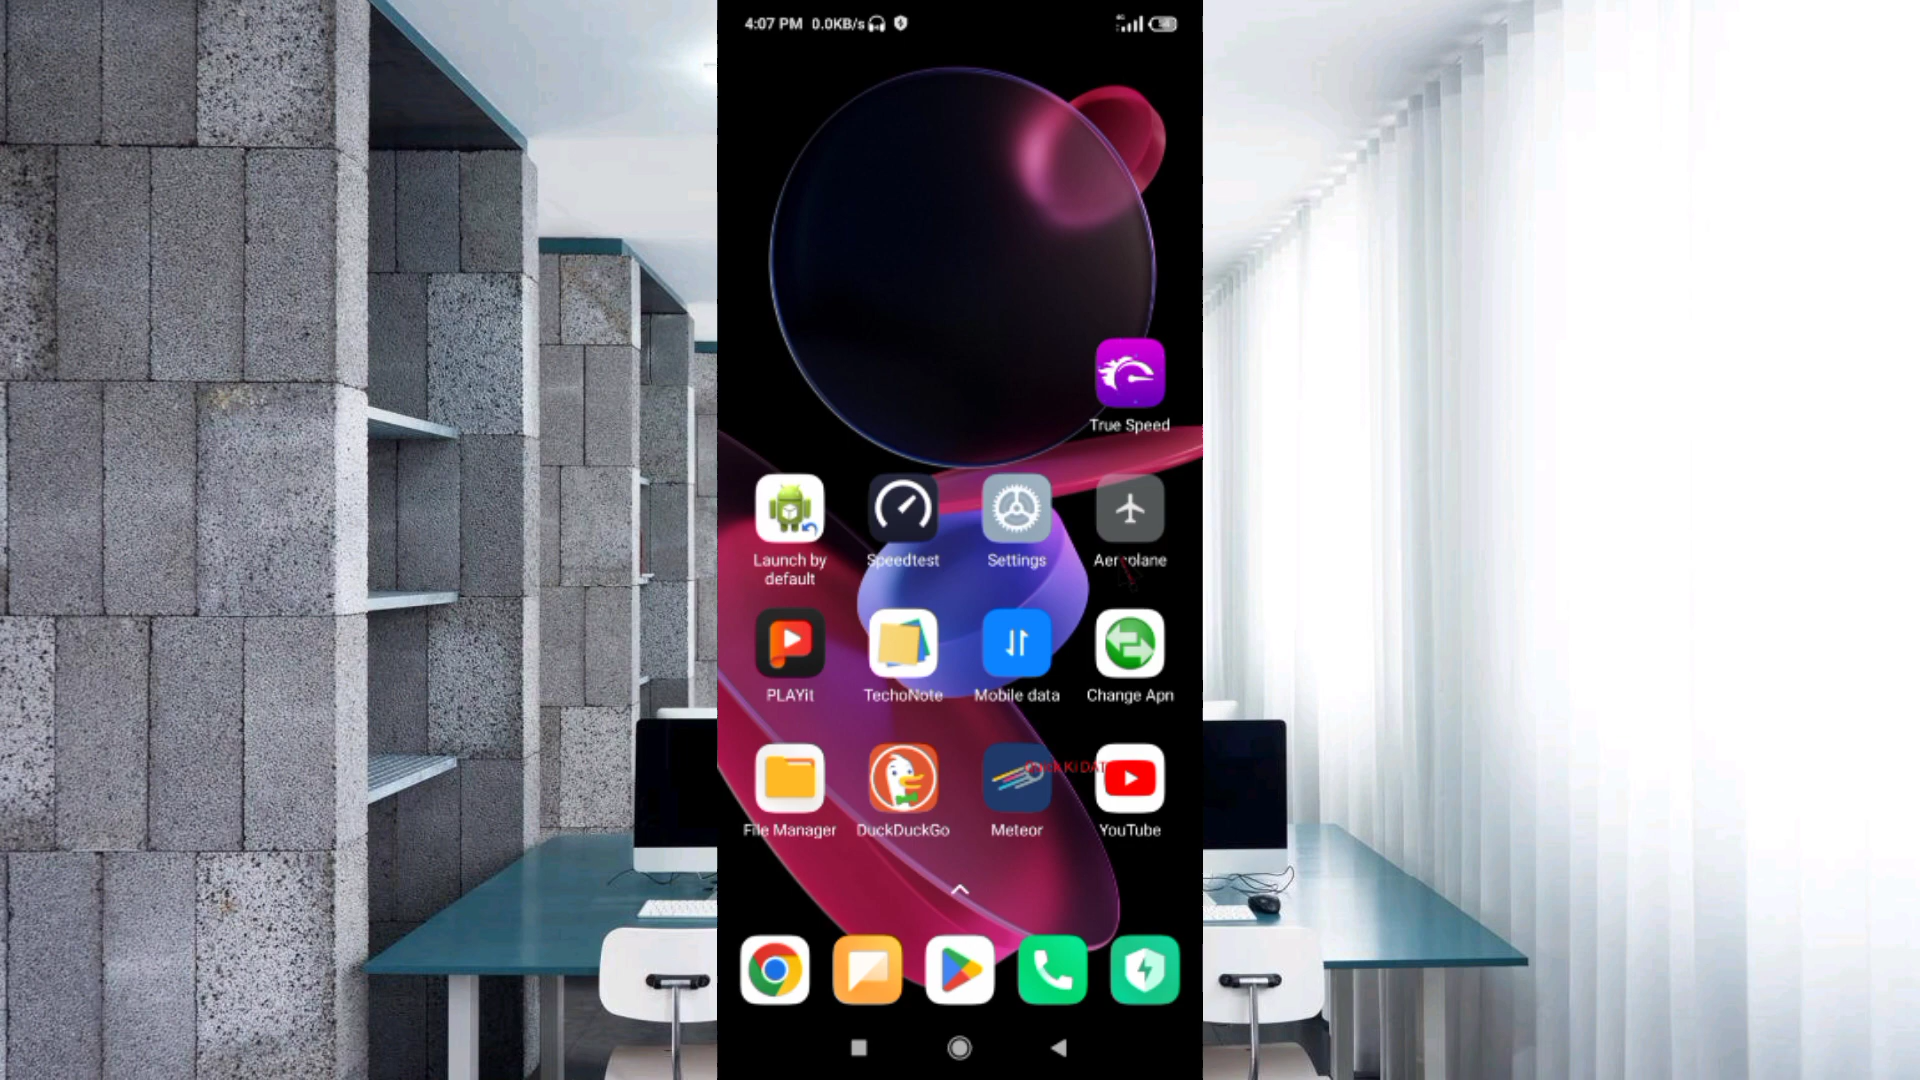 4:07 PM 0.0KB/s
True Speed
Launch by default
Speedtest
Settings
Aeroplane
PLAYit
TechoNote
Mobile data
Change Apn
File Manager
DuckDuckGo
Meteor
YouTube